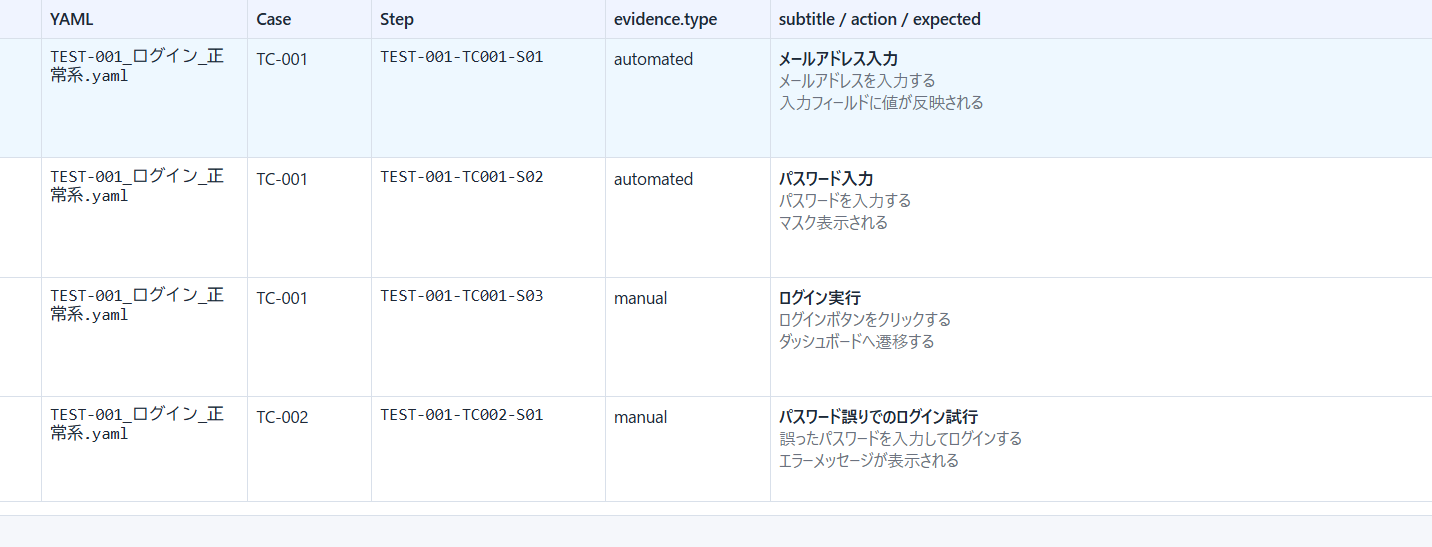 YAML Case Step evidence.type subtitle / action / expected
TEST-001_ログイン_正 TC-001 TEST-001-TC001-S01 automated メールアドレス入力
常系.yaml メールアドレスを入力する
入力フィールドに値が反映される
TEST-001_ログイン_正 TC-001 TEST-001-TC001-S02 automated パスワード入力
常系.yaml パスワードを入力する
マスク表示される
TEST-001_ログイン_正 TC-001 TEST-001-TC001-S03 manual ログイン実行
常系.yaml ログインボタンをクリックする
ダッシュボードへ遷移する
TEST-001_ログイン_正 TC-002 TEST-001-TC002-S01 manual パスワード誤りでのログイン試行
常系.yaml 誤ったパスワードを入力してログインする
エラーメッセージが表示される